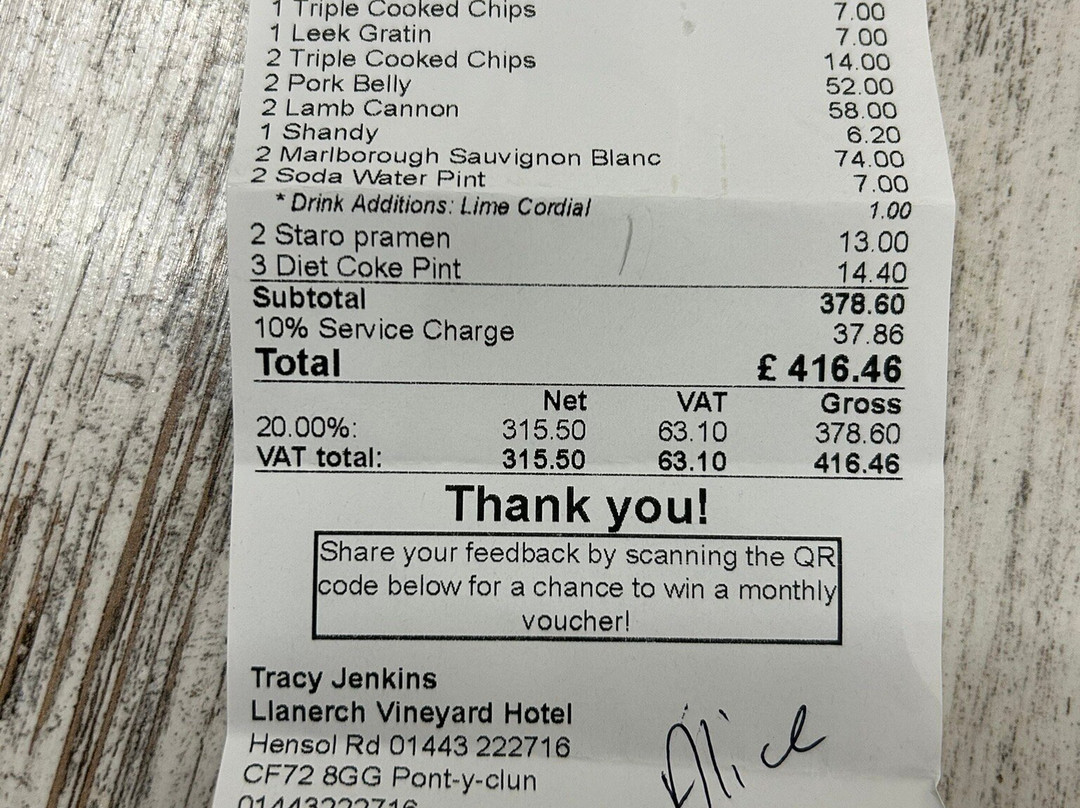 1 Triple Cooked Chips 7.00
1 Leek Gratin 7.00
2 Triple Cooked Chips 14.00
2 Pork Belly 52.00
2 Lamb Cannon 58.00
1 Shandy 6.20
2 Marlborough Sauvignon Blanc 74.00
2 Soda Water Pint 7.00
* Drink Additions: Lime Cordial 1.00
2 Staro pramen 13.00
3 Diet Coke Pint 14.40
Subtotal 378.60
10% Service Charge 37.86
Total £ 416.46
Net VAT Gross
20.00%: 315.50 63.10 378.60
VAT total: 315.50 63.10 416.46
Thank you!
Share your feedback by scanning the QR
code below for a chance to win a monthly
voucher!
Tracy Jenkins
Llanerch Vineyard Hotel
Hensol Rd 01443 222716
CF72 8GG Pont-y-clun
01443222716
Alice